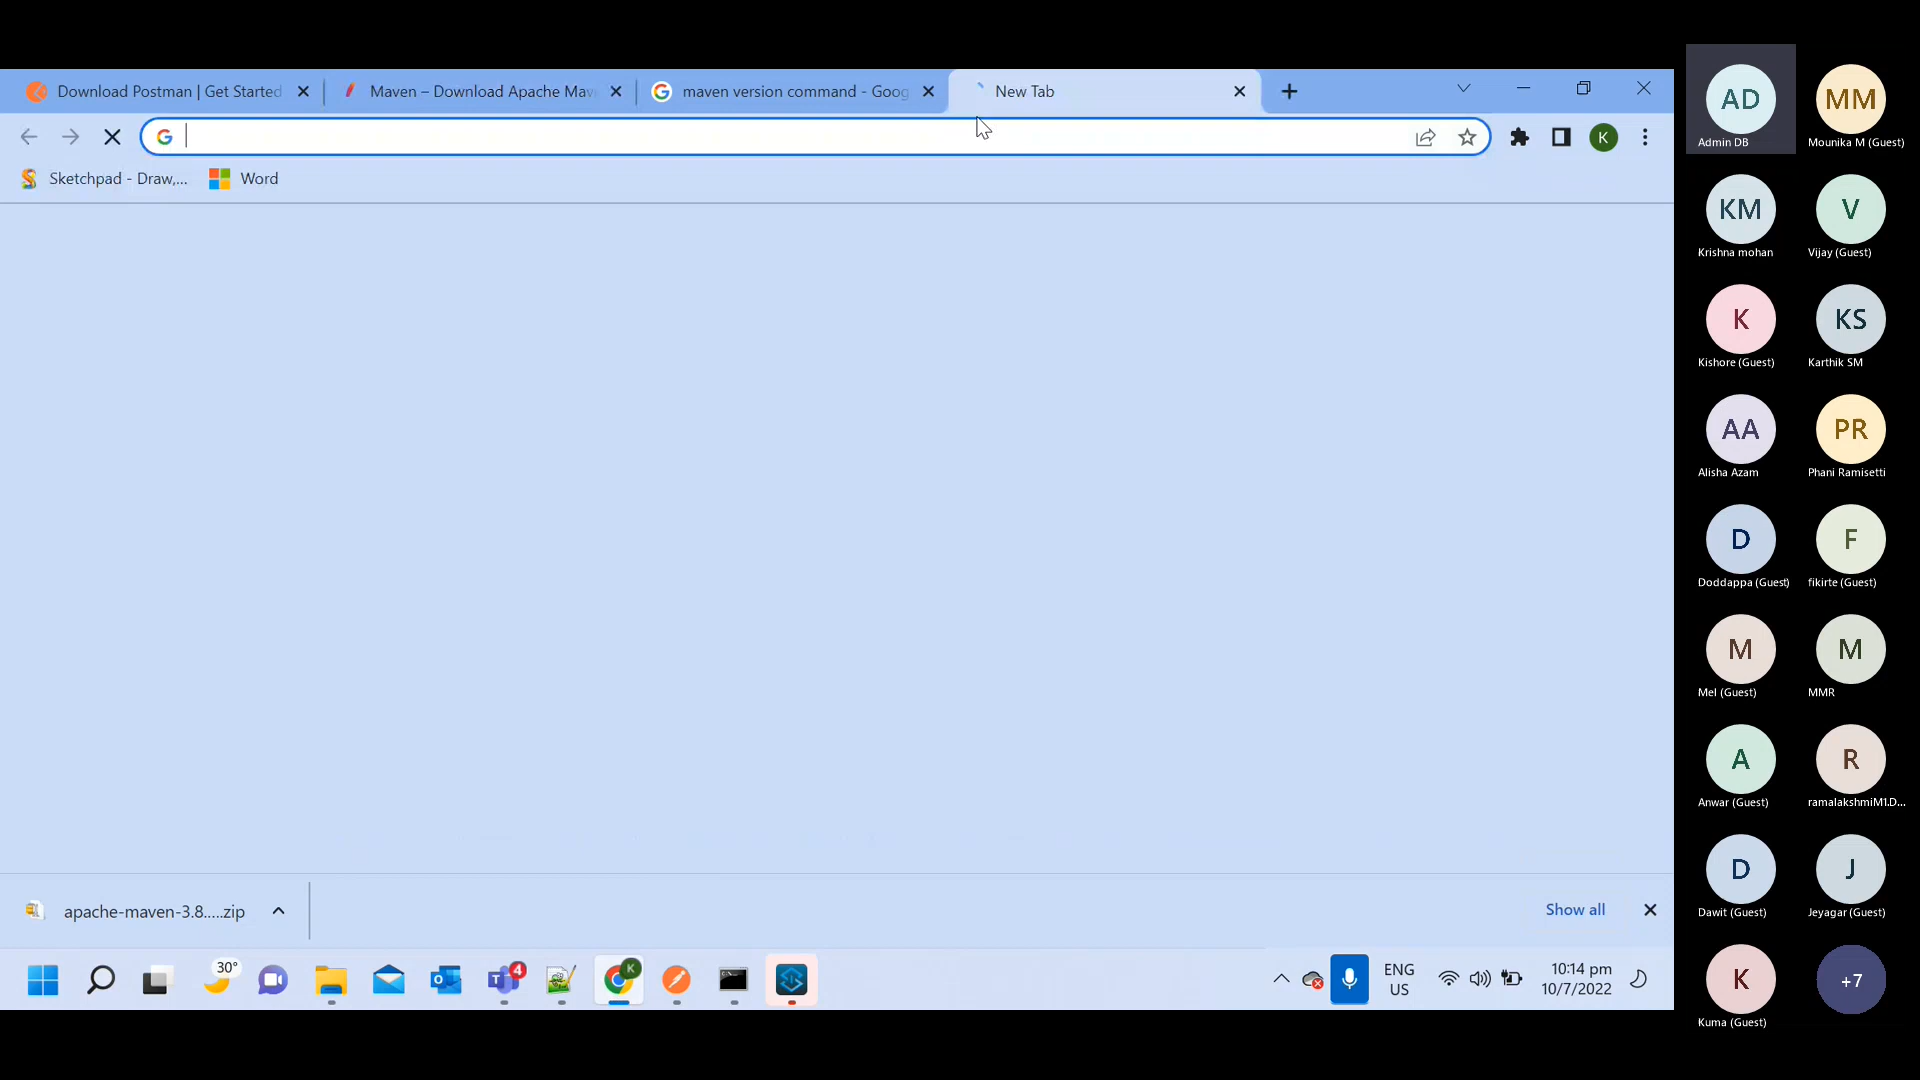 Download Postman | Get Started
Maven – Download Apache Mav
maven version command - Goog
New Tab
K
Sketchpad - Draw,...
Word
apache-maven-3.8.....zip
Show all
30°
4
K
ENG
US
10:14 pm
10/7/2022
AD
Admin DB
MM
Mounika M (Guest)
KM
Krishna mohan
V
Vijay (Guest)
K
Kishore (Guest)
KS
Karthik SM
AA
Alisha Azam
PR
Phani Ramisetti
D
Doddappa (Guest)
F
fikirte (Guest)
M
Mel (Guest)
M
MMR
A
Anwar (Guest)
R
ramalakshmiM1.D...
D
Dawit (Guest)
J
Jeyagar (Guest)
K
Kuma (Guest)
+7